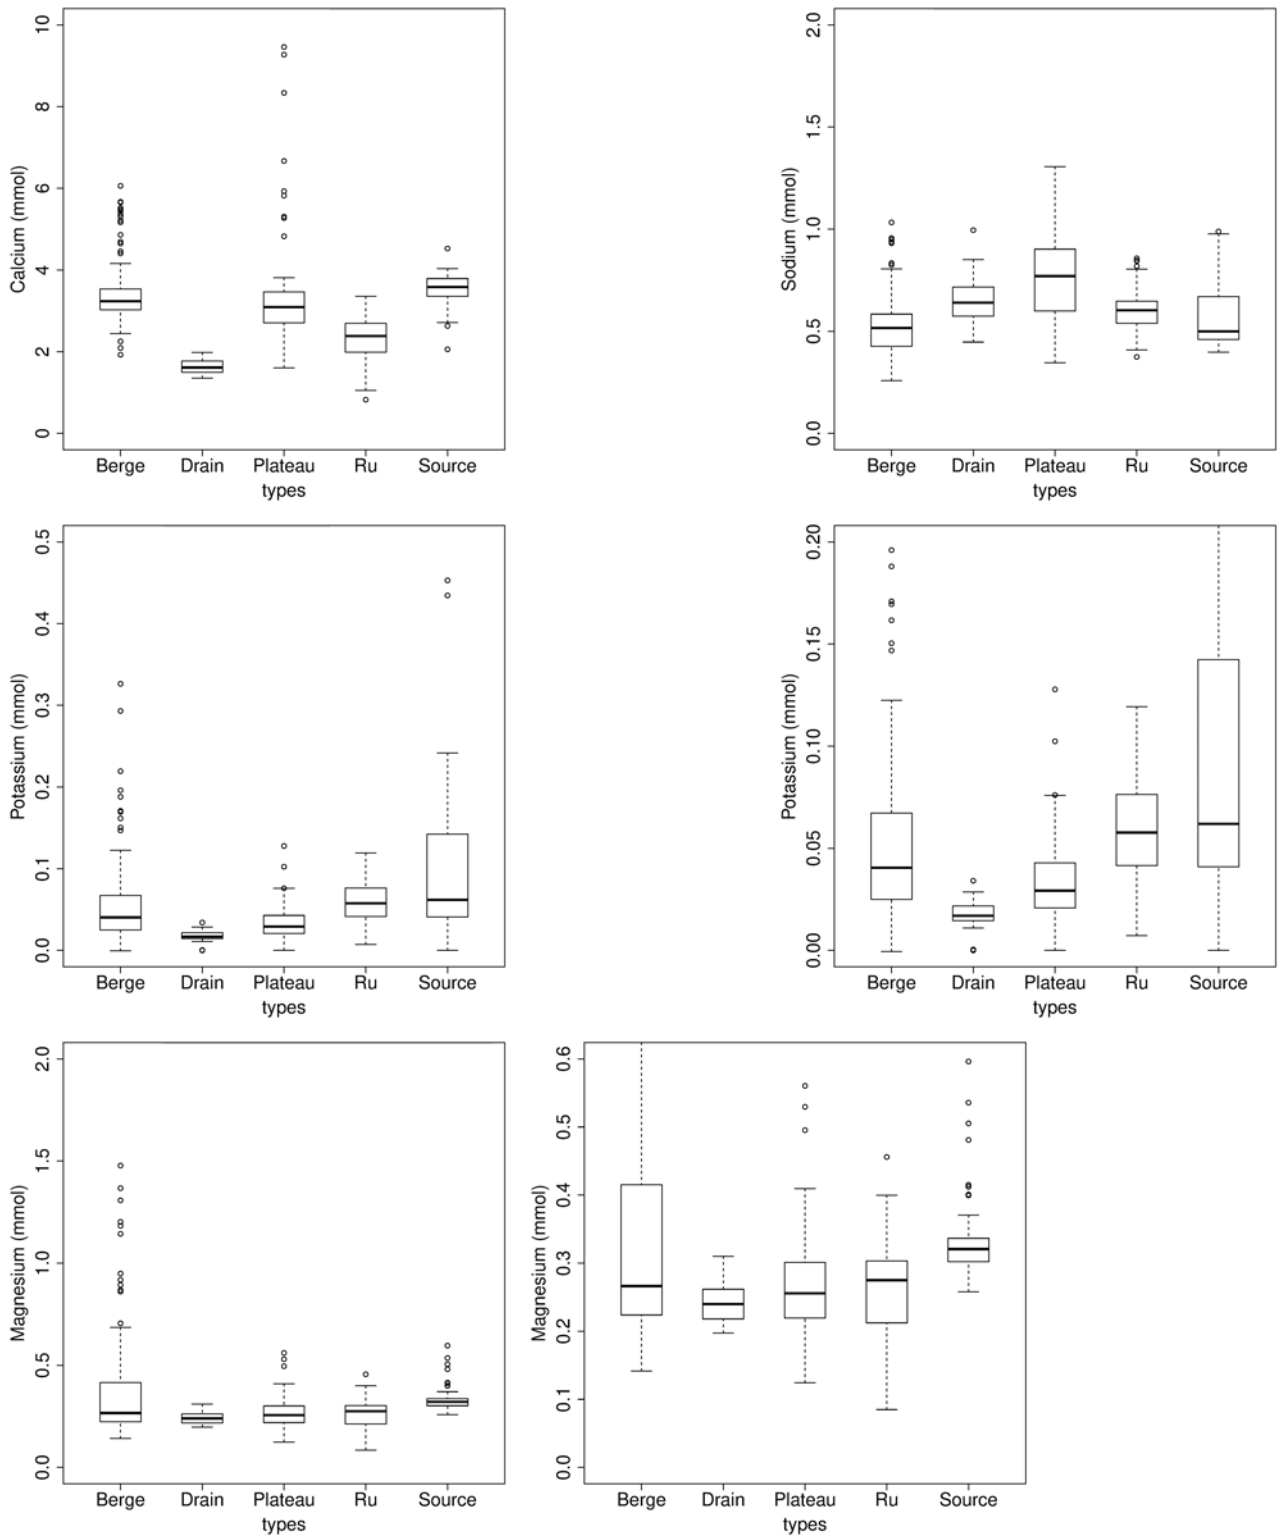 Calcium (mmol)
10
8
6
4
2
0
Berge Drain Plateau Ru Source
types
Sodium (mmol)
2.0
1.5
1.0
0.5
0.0
Berge Drain Plateau Ru Source
types
Potassium (mmol)
0.5
0.4
0.3
0.2
0.1
0.0
Berge Drain Plateau Ru Source
types
Potassium (mmol)
0.20
0.15
0.10
0.05
0.00
Berge Drain Plateau Ru Source
types
Magnesium (mmol)
2.0
1.5
1.0
0.5
0.0
Berge Drain Plateau Ru Source
types
Magnesium (mmol)
0.6
0.5
0.4
0.3
0.2
0.1
0.0
Berge Drain Plateau Ru Source
types